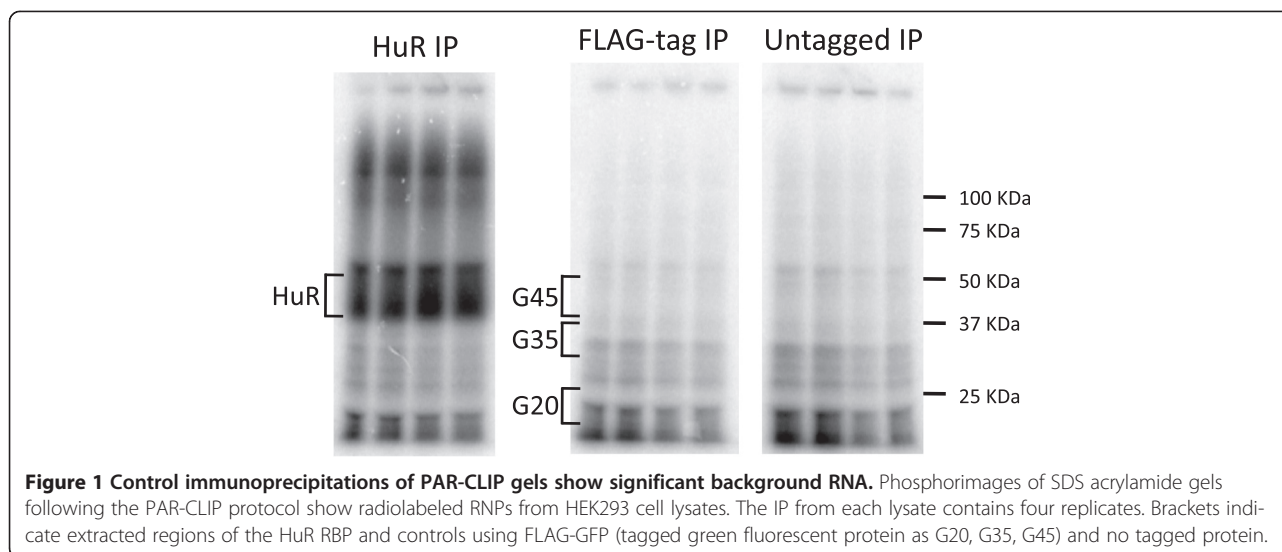 HuR IP
FLAG-tag IP
Untagged IP
100 KDa
75 KDa
HuR
G45
50 KDa
G35
37 KDa
G20
25 KDa
Figure 1 Control immunoprecipitations of PAR-CLIP gels show significant background RNA. Phosphorimages of SDS acrylamide gels
following the PAR-CLIP protocol show radiolabeled RNPs from HEK293 cell lysates. The IP from each lysate contains four replicates. Brackets indi-
cate extracted regions of the HuR RBP and controls using FLAG-GFP (tagged green fluorescent protein as G20, G35, G45) and no tagged protein.